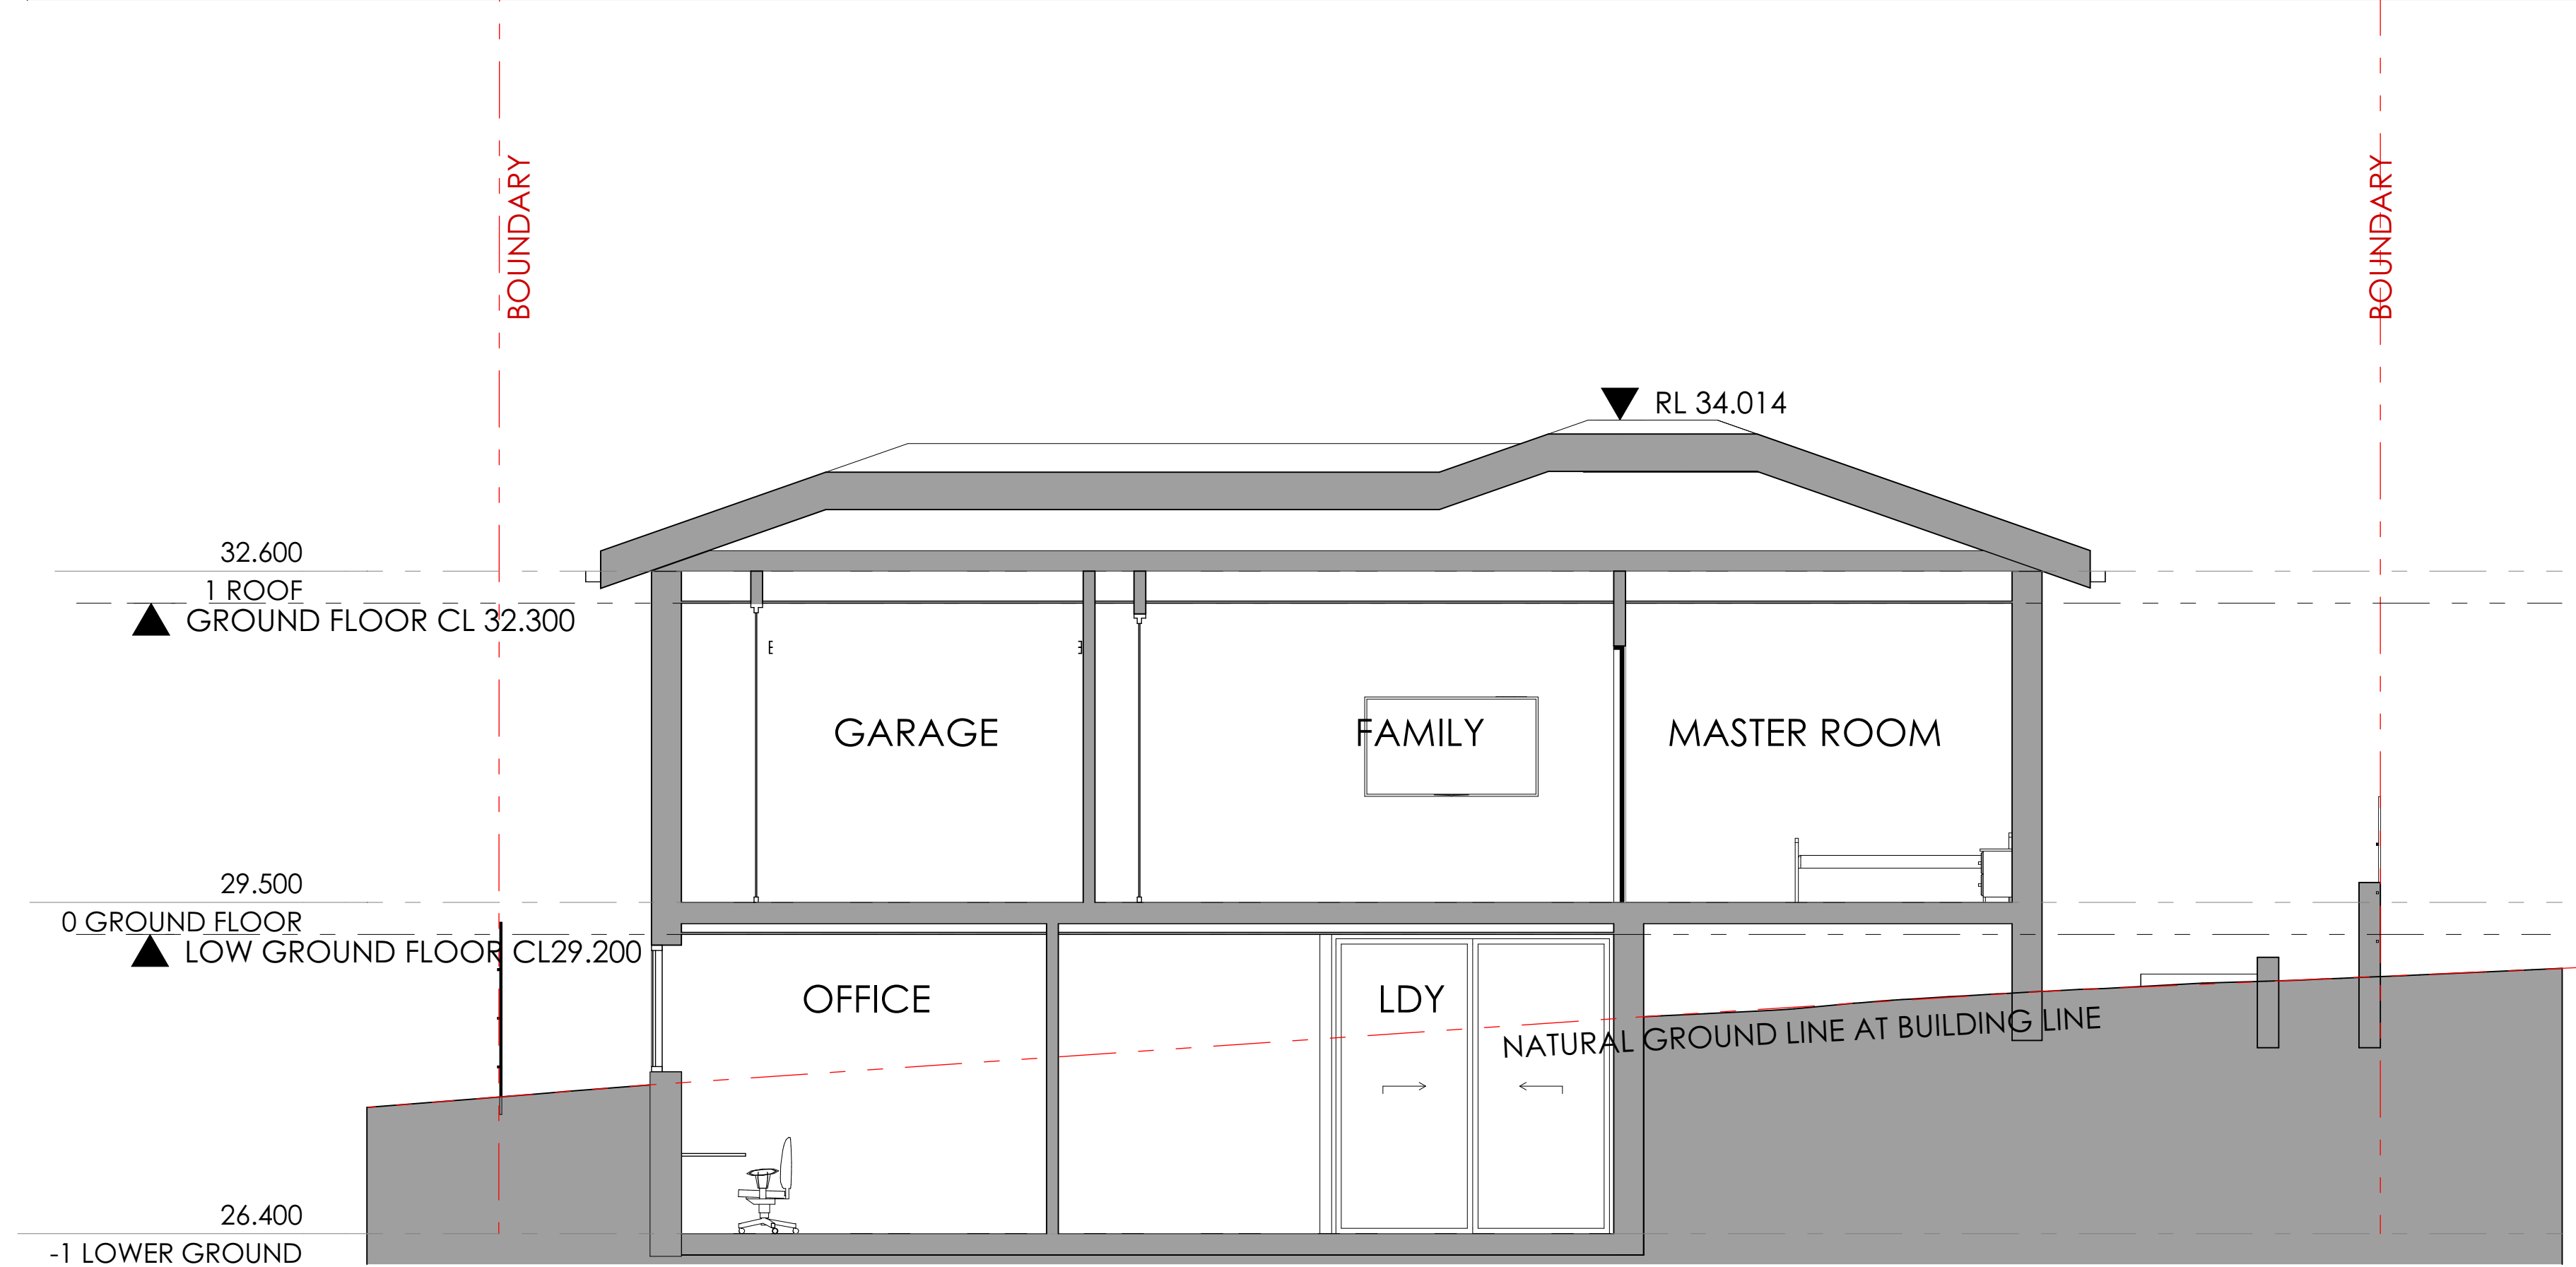 BOUNDARY
BOUNDARY
RL 34.014
32.600
1 ROOF
GROUND FLOOR CL 32.300
GARAGE
FAMILY
MASTER ROOM
29.500
0 GROUND FLOOR
LOW GROUND FLOOR CL29.200
OFFICE
LDY
NATURAL GROUND LINE AT BUILDING LINE
26.400
-1 LOWER GROUND